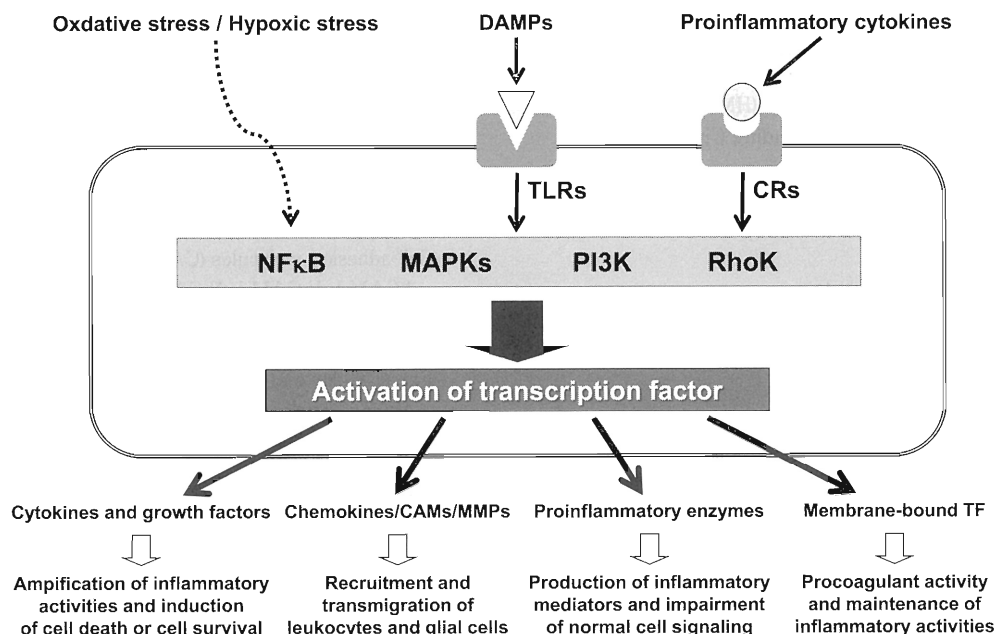 Oxdative stress / Hypoxic stress
DAMPs
Proinflammatory cytokines
TLRs
CRs
NFκB MAPKs PI3K RhoK
Activation of transcription factor
Cytokines and growth factors
Chemokines/CAMs/MMPs
Proinflammatory enzymes
Membrane-bound TF
Ampification of inflammatory
activities and induction
of cell death or cell survival
Recruitment and
transmigration of
leukocytes and glial cells
Production of inflammatory
mediators and impairment
of normal cell signaling
Procoagulant activity
and maintenance of
inflammatory activities